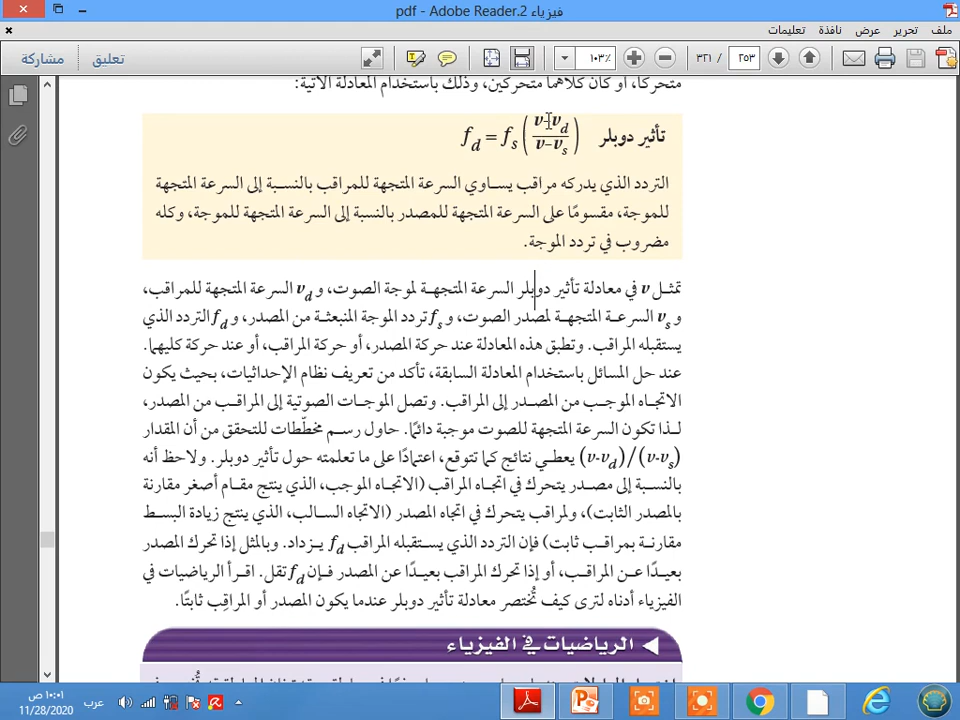 فيزياء 2.pdf - Adobe Reader
ملف تحرير عرض نافذة تعليمات
٢٥٣ ٣٢١ ١٠٣٪ تعليق مشاركة
متحركًا، أو كان كلاهما متحركين، وذلك باستخدام المعادلة الآتية:
تأثير دوبلر f_d = f_s ( (v-v_d) / (v-v_s) )
التردد الذي يدركه مراقب يساوي السرعة المتجهة للمراقب بالنسبة إلى السرعة المتجهة
للموجة، مقسومًا على السرعة المتجهة للمصدر بالنسبة إلى السرعة المتجهة للموجة، وكله
مضروب في تردد الموجة.
تمثل v في معادلة تأثير دوبلر السرعة المتجهة لموجة الصوت، و v_d السرعة المتجهة للمراقب،
و v_s السرعة المتجهة لمصدر الصوت، و f_s تردد الموجة المنبعثة من المصدر، و f_d التردد الذي
يستقبله المراقب. وتطبق هذه المعادلة عند حركة المصدر، أو حركة المراقب، أو عند حركة كليهما.
عند حل المسائل باستخدام المعادلة السابقة، تأكد من تعريف نظام الإحداثيات، بحيث يكون
الاتجاه الموجب من المصدر إلى المراقب. وتصل الموجات الصوتية إلى المراقب من المصدر،
لذا تكون السرعة المتجهة للصوت موجبة دائمًا. حاول رسم مخطّطات للتحقق من أن المقدار
(v-v_d)/(v-v_s) يعطي نتائج كما تتوقع، اعتمادًا على ما تعلمته حول تأثير دوبلر. ولاحظ أنه
بالنسبة إلى مصدر يتحرك في اتجاه المراقب (الاتجاه الموجب، الذي ينتج مقام أصغر مقارنة
بالمصدر الثابت)، ولمراقب يتحرك في اتجاه المصدر (الاتجاه السالب، الذي ينتج زيادة البسط
مقارنة بمراقب ثابت) فإن التردد الذي يستقبله المراقب f_d يزداد. وبالمثل إذا تحرك المصدر
بعيدًا عن المراقب، أو إذا تحرك المراقب بعيدًا عن المصدر فإن f_d تقل. اقرأ الرياضيات في
الفيزياء أدناه لترى كيف تُختصر معادلة تأثير دوبلر عندما يكون المصدر أو المراقِب ثابتًا.
الرياضيات في الفيزياء
١٠:٠١ ص
11/28/2020
عرب